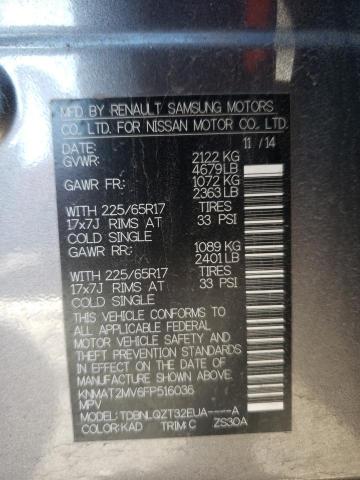 MFD BY RENAULT SAMSUNG MOTORS
CO., LTD. FOR NISSAN MOTOR CO., LTD.
DATE: 11 / 14
GVWR: 2122 KG
4679LB
GAWR FR: 1072 KG
2363LB
WITH 225/65R17 TIRES
17x7J RIMS AT 33 PSI
COLD SINGLE
GAWR RR: 1089 KG
2401LB
WITH 225/65R17 TIRES
17x7J RIMS AT 33 PSI
COLD SINGLE
THIS VEHICLE CONFORMS TO
ALL APPLICABLE FEDERAL
MOTOR VEHICLE SAFETY AND
THEFT PREVENTION STANDARDS
IN EFFECT ON THE DATE OF
MANUFACTURE SHOWN ABOVE.
KNMAT2MV6FP516036
MPV
MODEL: TDBNLQZT32EUA----A
COLOR:KAD TRIM:C ZS30A